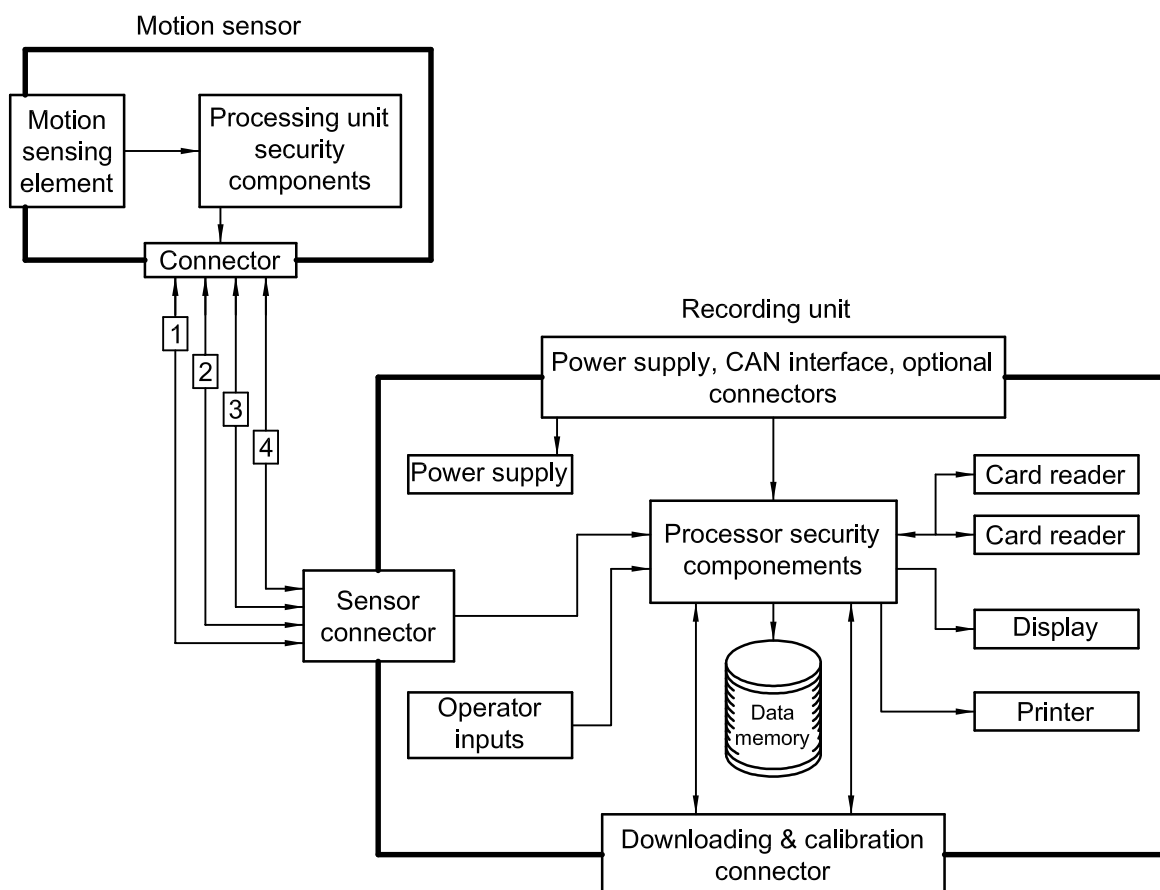 Motion sensor
Motion
sensing
element
Processing unit
security
components
Connector
1
2
3
4
Recording unit
Power supply, CAN interface, optional
connectors
Power supply
Card reader
Card reader
Processor security
componements
Sensor
connector
Display
Operator
inputs
Data
memory
Printer
Downloading & calibration
connector